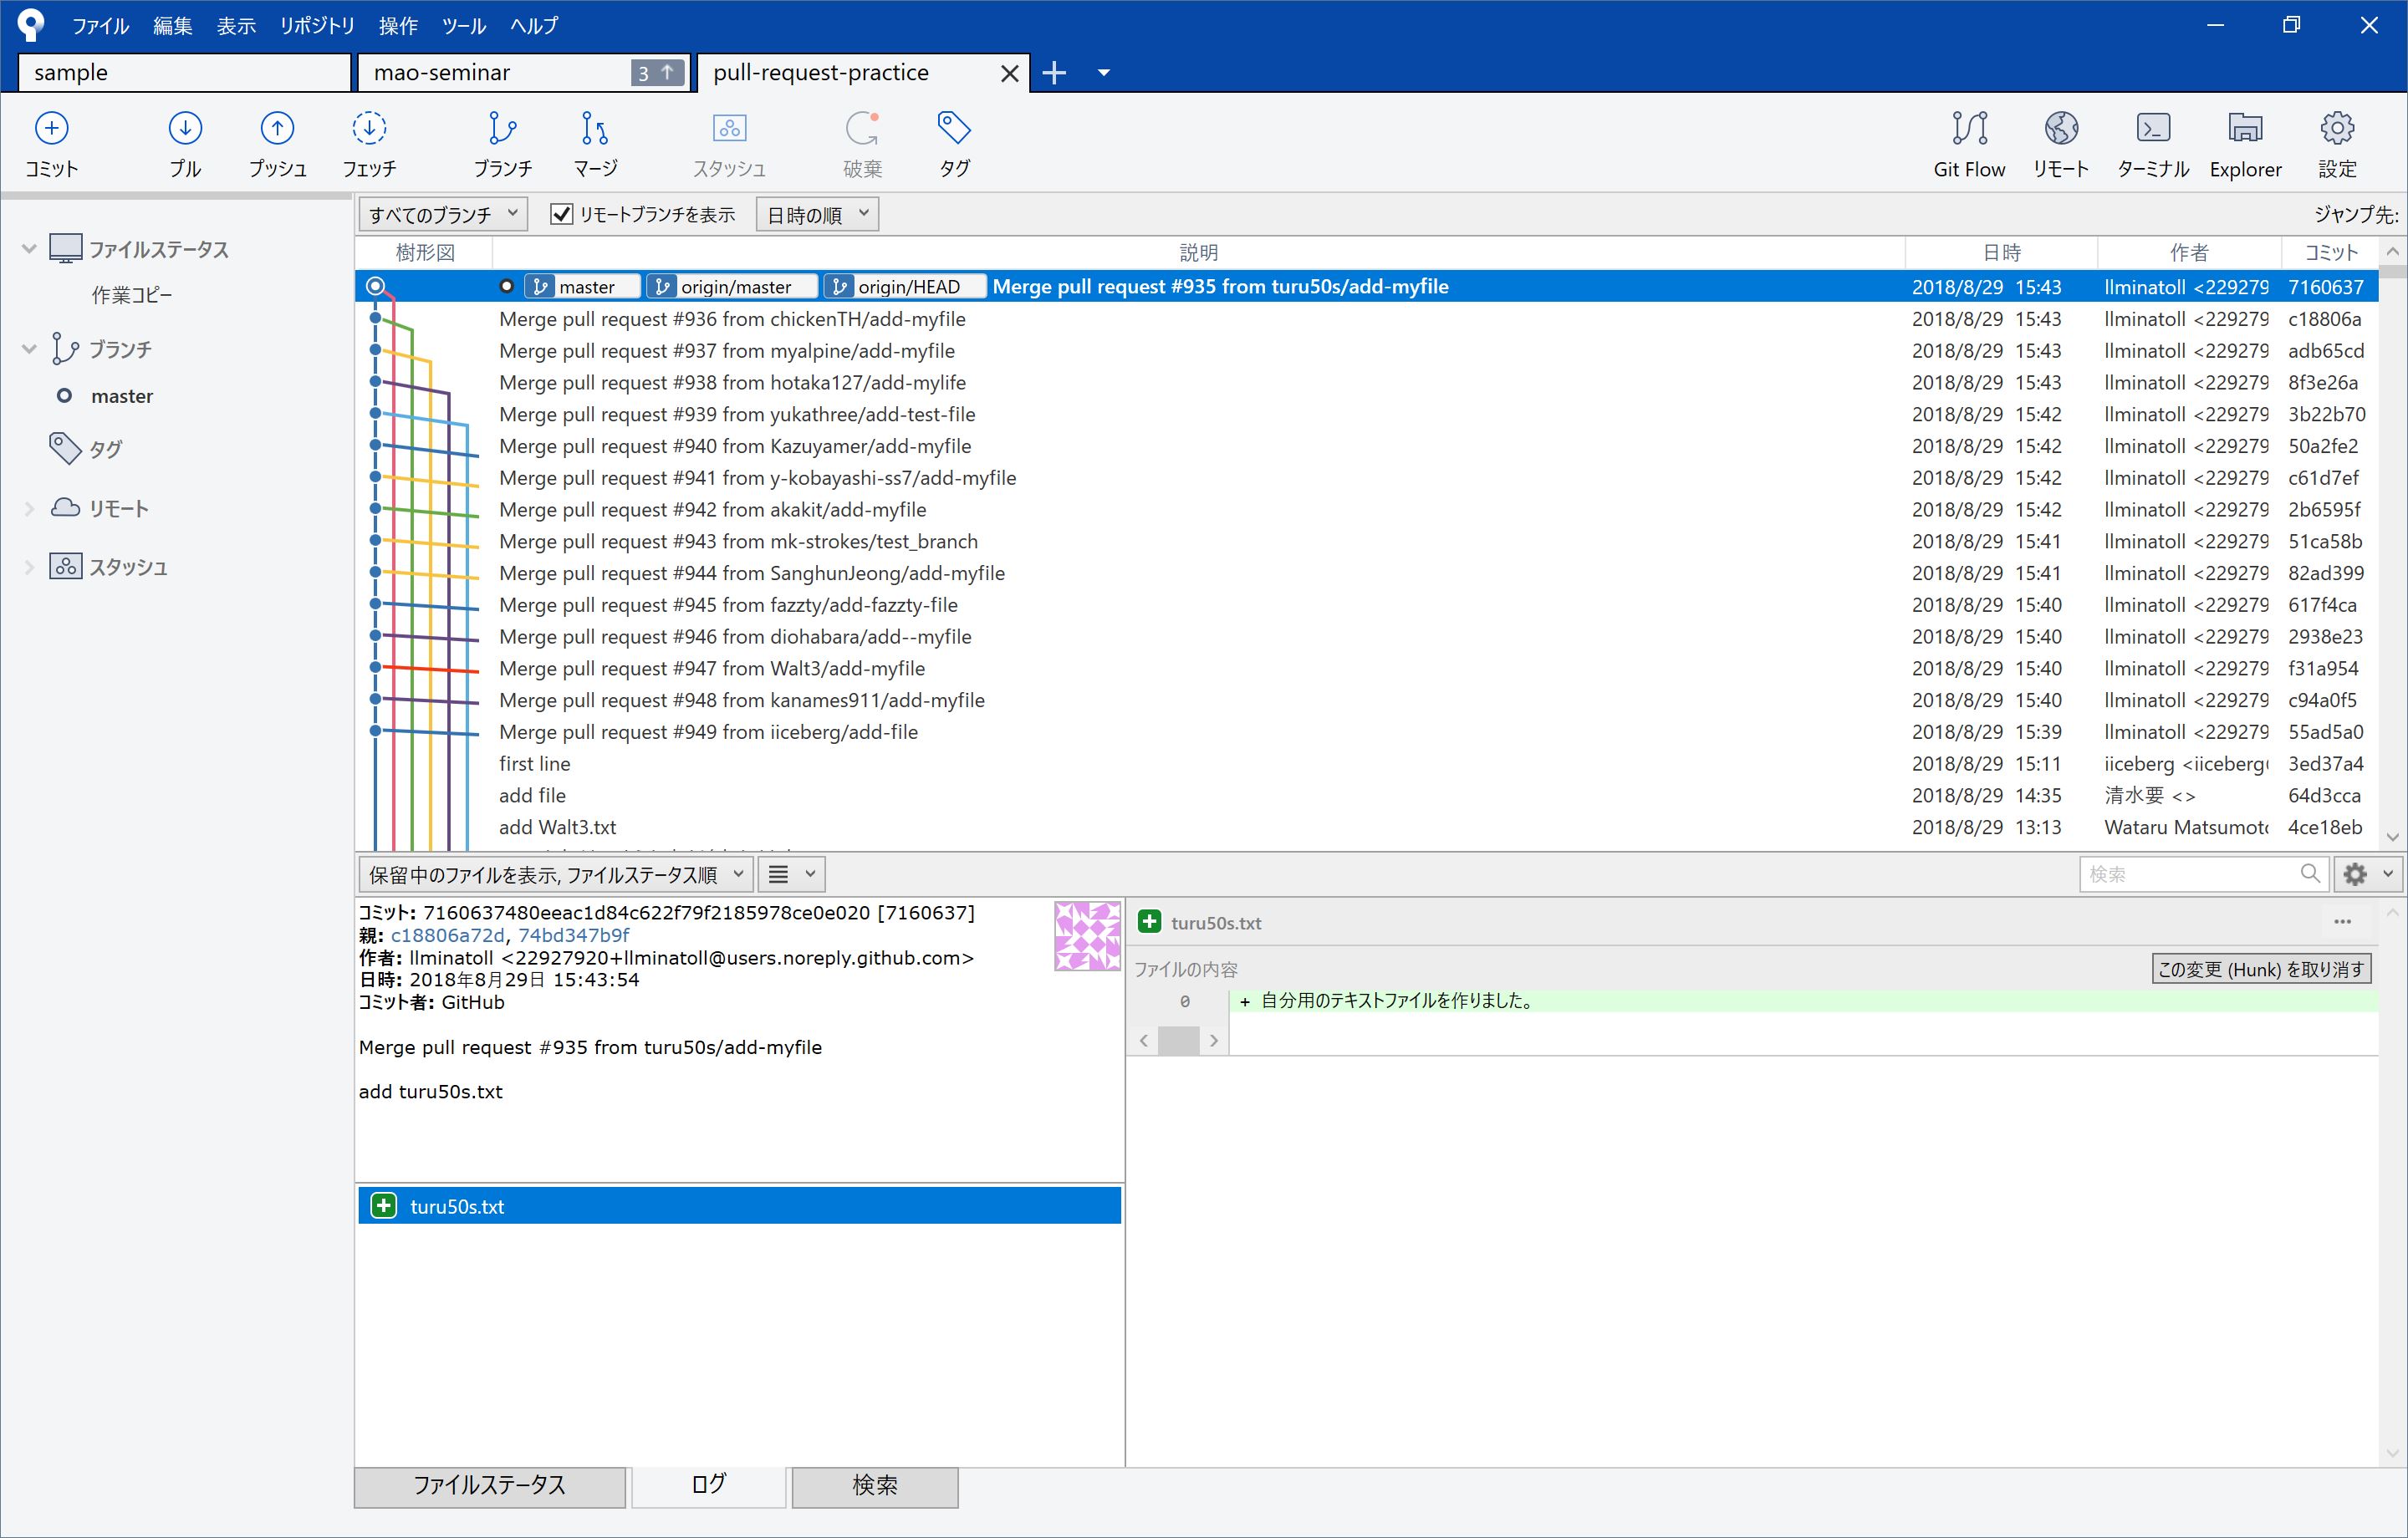 ファイル 編集 表示 リポジトリ 操作 ツール ヘルプ
sample mao-seminar 3 pull-request-practice
コミット プル プッシュ フェッチ ブランチ マージ スタッシュ 破棄 タグ Git Flow リモート ターミナル Explorer 設定
ファイルステータス
作業コピー
ブランチ
master
タグ
リモート
スタッシュ
すべてのブランチ リモートブランチを表示 日時の順 ジャンプ先:
樹形図 説明 日時 作者 コミット
master origin/master origin/HEAD Merge pull request #935 from turu50s/add-myfile 2018/8/29 15:43 llminatoll <229279 7160637
Merge pull request #936 from chickenTH/add-myfile 2018/8/29 15:43 llminatoll <229279 c18806a
Merge pull request #937 from myalpine/add-myfile 2018/8/29 15:43 llminatoll <229279 adb65cd
Merge pull request #938 from hotaka127/add-mylife 2018/8/29 15:43 llminatoll <229279 8f3e26a
Merge pull request #939 from yukathree/add-test-file 2018/8/29 15:42 llminatoll <229279 3b22b70
Merge pull request #940 from Kazuyamer/add-myfile 2018/8/29 15:42 llminatoll <229279 50a2fe2
Merge pull request #941 from y-kobayashi-ss7/add-myfile 2018/8/29 15:42 llminatoll <229279 c61d7ef
Merge pull request #942 from akakit/add-myfile 2018/8/29 15:42 llminatoll <229279 2b6595f
Merge pull request #943 from mk-strokes/test_branch 2018/8/29 15:41 llminatoll <229279 51ca58b
Merge pull request #944 from SanghunJeong/add-myfile 2018/8/29 15:41 llminatoll <229279 82ad399
Merge pull request #945 from fazzty/add-fazzty-file 2018/8/29 15:40 llminatoll <229279 617f4ca
Merge pull request #946 from diohabara/add--myfile 2018/8/29 15:40 llminatoll <229279 2938e23
Merge pull request #947 from Walt3/add-myfile 2018/8/29 15:40 llminatoll <229279 f31a954
Merge pull request #948 from kanames911/add-myfile 2018/8/29 15:40 llminatoll <229279 c94a0f5
Merge pull request #949 from iiceberg/add-file 2018/8/29 15:39 llminatoll <229279 55ad5a0
first line 2018/8/29 15:11 iiceberg <iiceberg 3ed37a4
add file 2018/8/29 14:35 清水要 <> 64d3cca
add Walt3.txt 2018/8/29 13:13 Wataru Matsumoto 4ce18eb
保留中のファイルを表示, ファイルステータス順 検索
コミット: 7160637480eeac1d84c622f79f2185978ce0e020 [7160637]
親: c18806a72d, 74bd347b9f
作者: llminatoll <22927920+llminatoll@users.noreply.github.com>
日時: 2018年8月29日 15:43:54
コミット者: GitHub
Merge pull request #935 from turu50s/add-myfile
add turu50s.txt
turu50s.txt
turu50s.txt
ファイルの内容 この変更 (Hunk) を取り消す
0 + 自分用のテキストファイルを作りました。
ファイルステータス ログ 検索